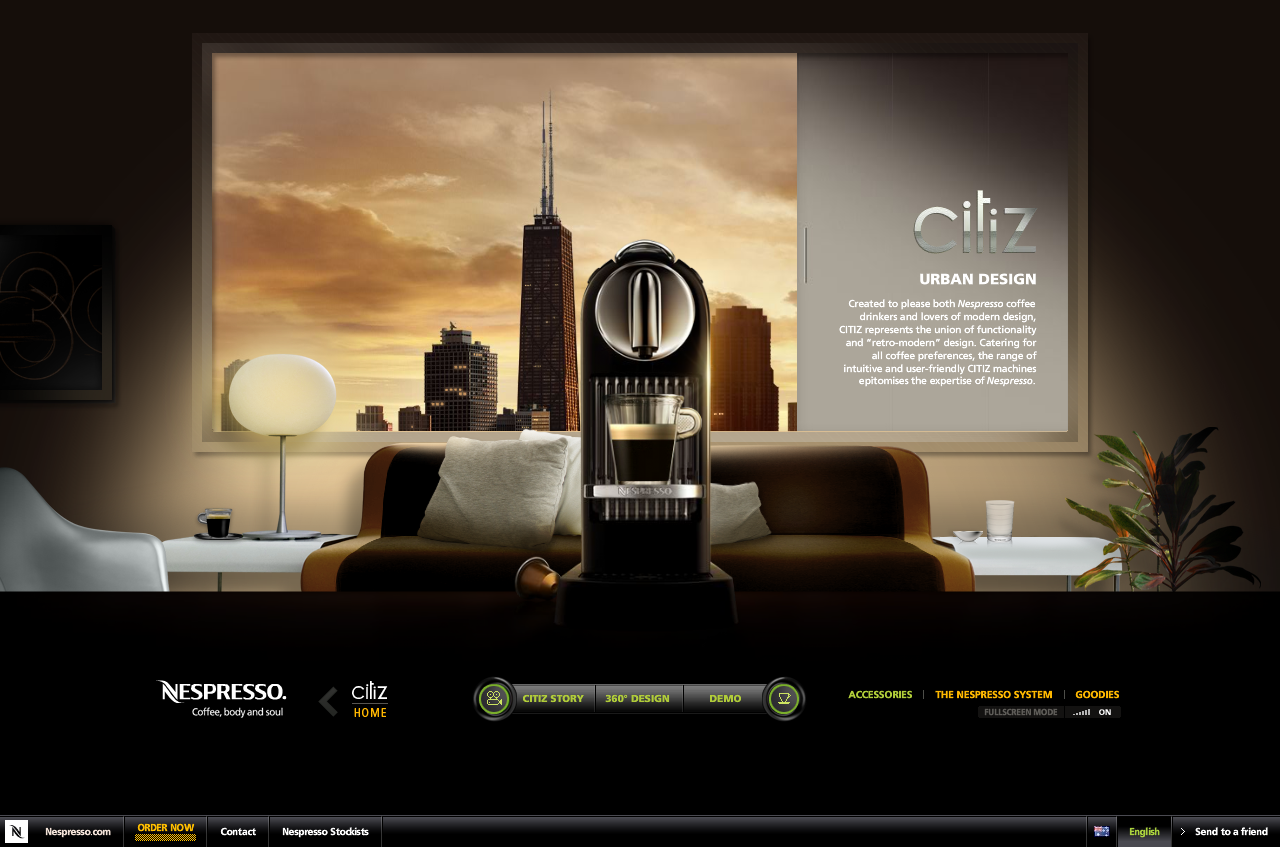 citiz
URBAN DESIGN
Created to please both Nespresso coffee
drinkers and lovers of modern design,
CITIZ represents the union of functionality
and "retro-modern" design. Catering for
all coffee preferences, the range of
intuitive and user-friendly CITIZ machines
epitomises the expertise of Nespresso.
NESPRESSO
NESPRESSO.
Coffee, body and soul
citiz
HOME
CITIZ STORY
360° DESIGN
DEMO
ACCESSORIES
THE NESPRESSO SYSTEM
GOODIES
FULLSCREEN MODE
ON
N
Nespresso.com
ORDER NOW
Contact
Nespresso Stockists
English
Send to a friend